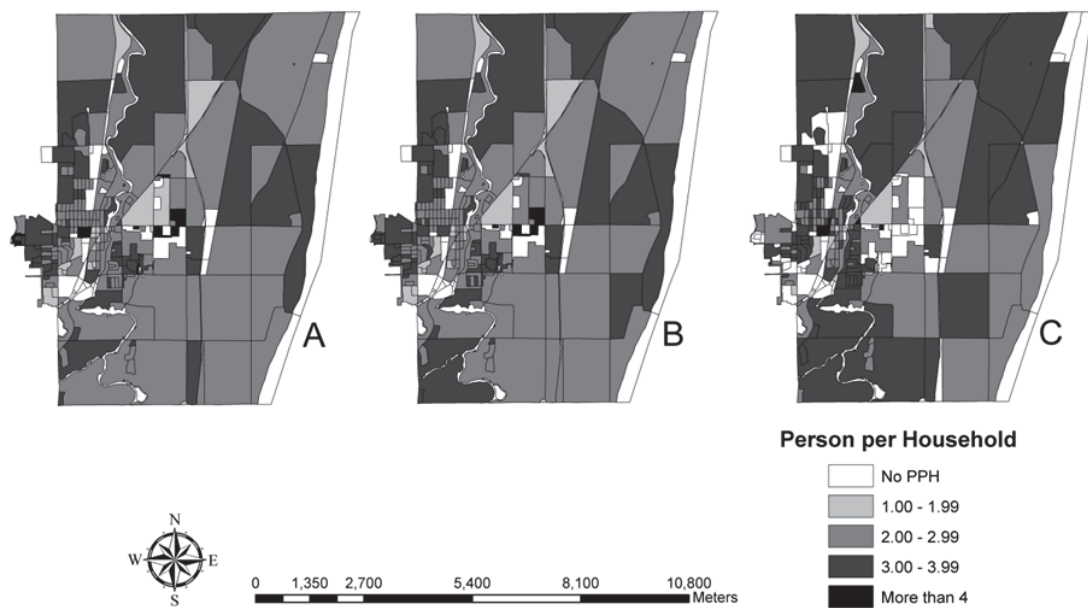 A
B
C
Person per Household
No PPH
1.00 - 1.99
2.00 - 2.99
3.00 - 3.99
More than 4
N
W E
S
0 1,350 2,700 5,400 8,100 10,800
Meters